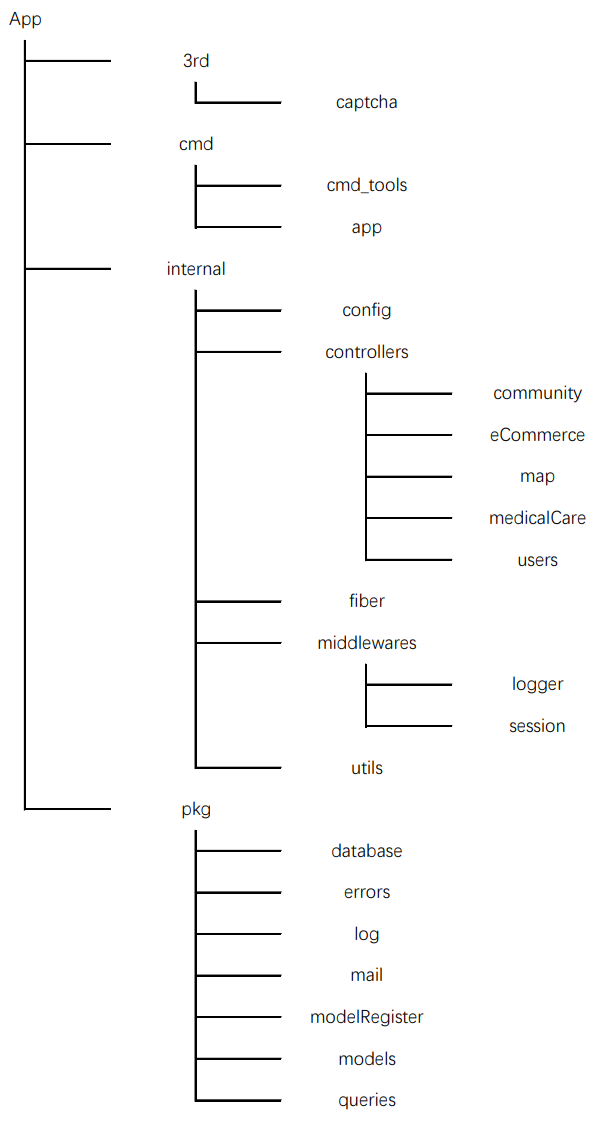 App
3rd
captcha
cmd
cmd_tools
app
internal
config
controllers
community
eCommerce
map
medicalCare
users
fiber
middlewares
logger
session
utils
pkg
database
errors
log
mail
modelRegister
models
queries